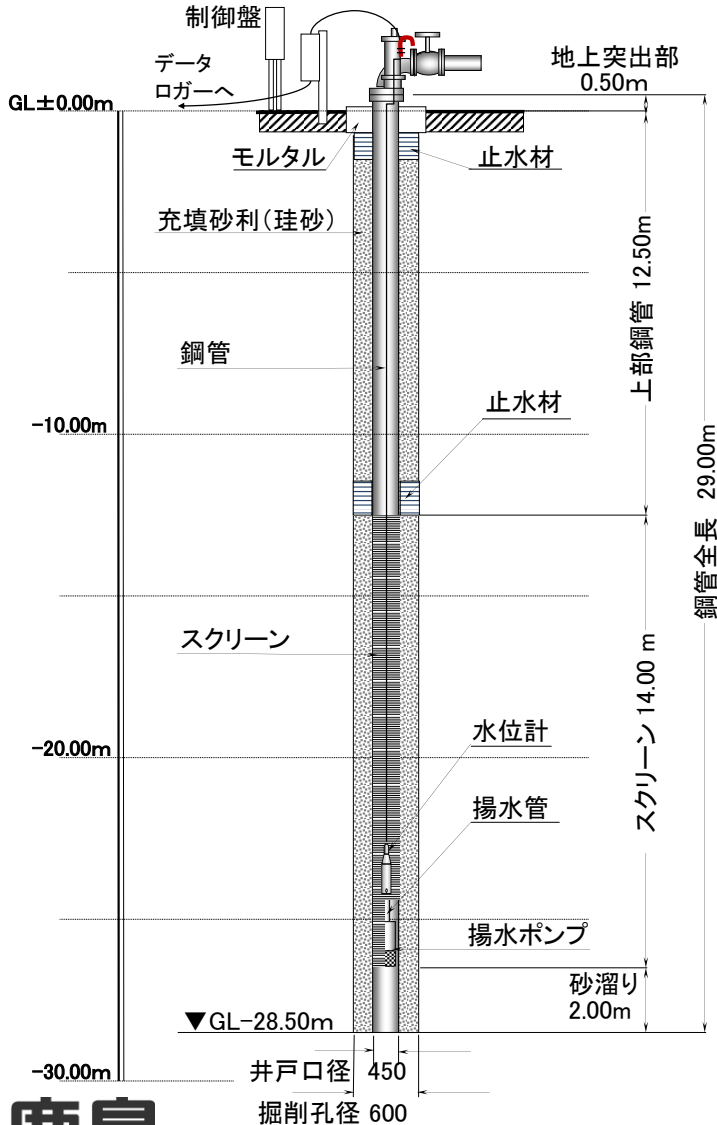 制御盤
データ
ロガーへ
地上突出部
0.50m
GL±0.00m
モルタル
止水材
充填砂利(珪砂)
上部鋼管 12.50m
鋼管
止水材
-10.00m
鋼管全長 29.00m
スクリーン
スクリーン 14.00 m
水位計
-20.00m
揚水管
揚水ポンプ
砂溜り
2.00m
▼GL-28.50m
-30.00m
井戸口径 450
掘削孔径 600